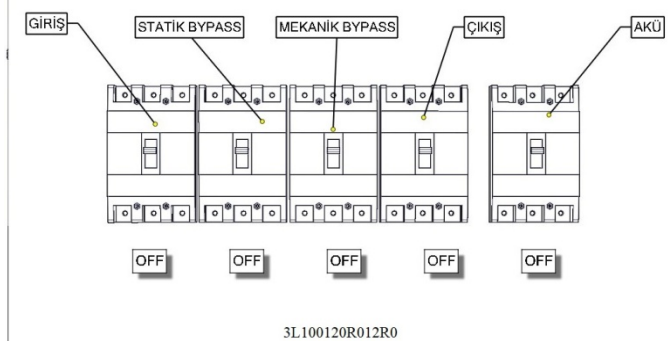 GİRİŞ
STATİK BYPASS
MEKANİK BYPASS
ÇIKIŞ
AKÜ
OFF
OFF
OFF
OFF
OFF
3L100120R012R0